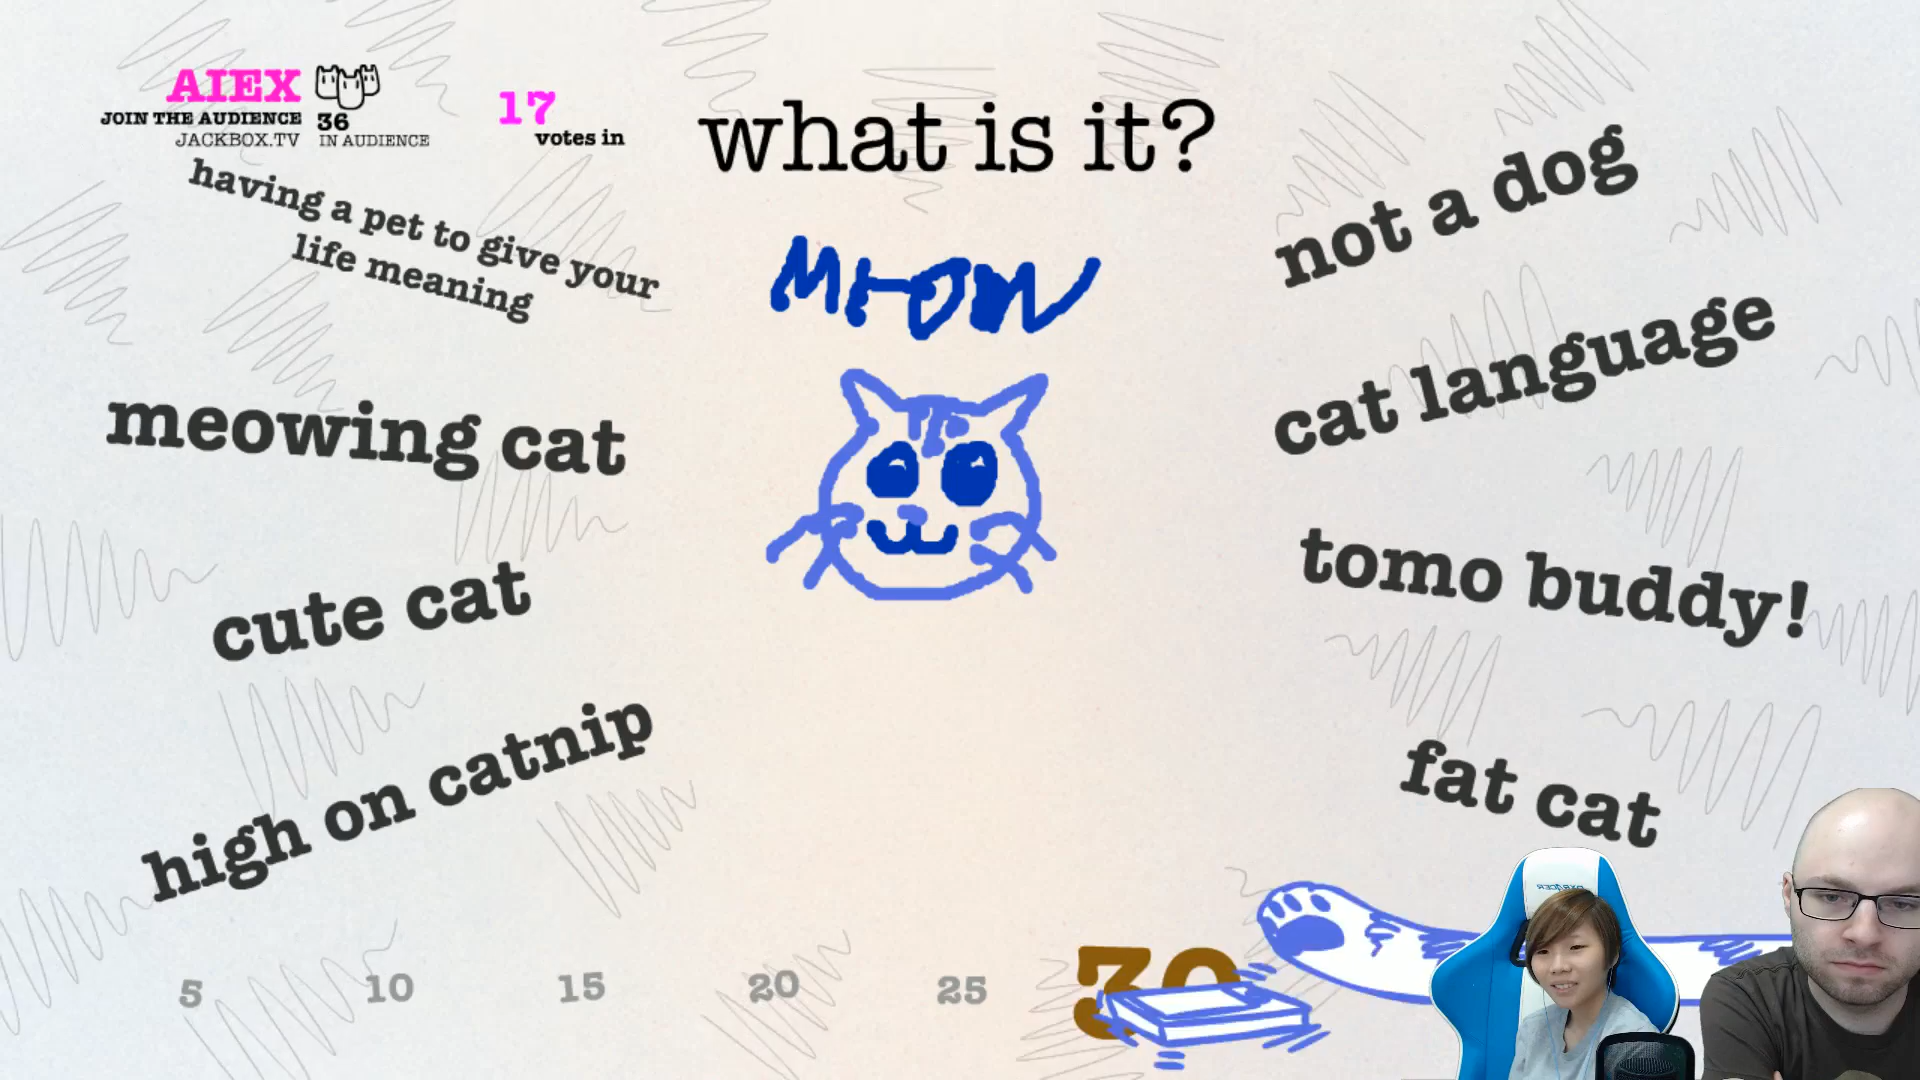 AIEX
JOIN THE AUDIENCE
JACKBOX.TV
36
IN AUDIENCE
17
votes in
what is it?
having a pet to give your
life meaning
meowing cat
cute cat
high on catnip
MEOW
not a dog
cat language
tomo buddy!
fat cat
5
10
15
20
25
30